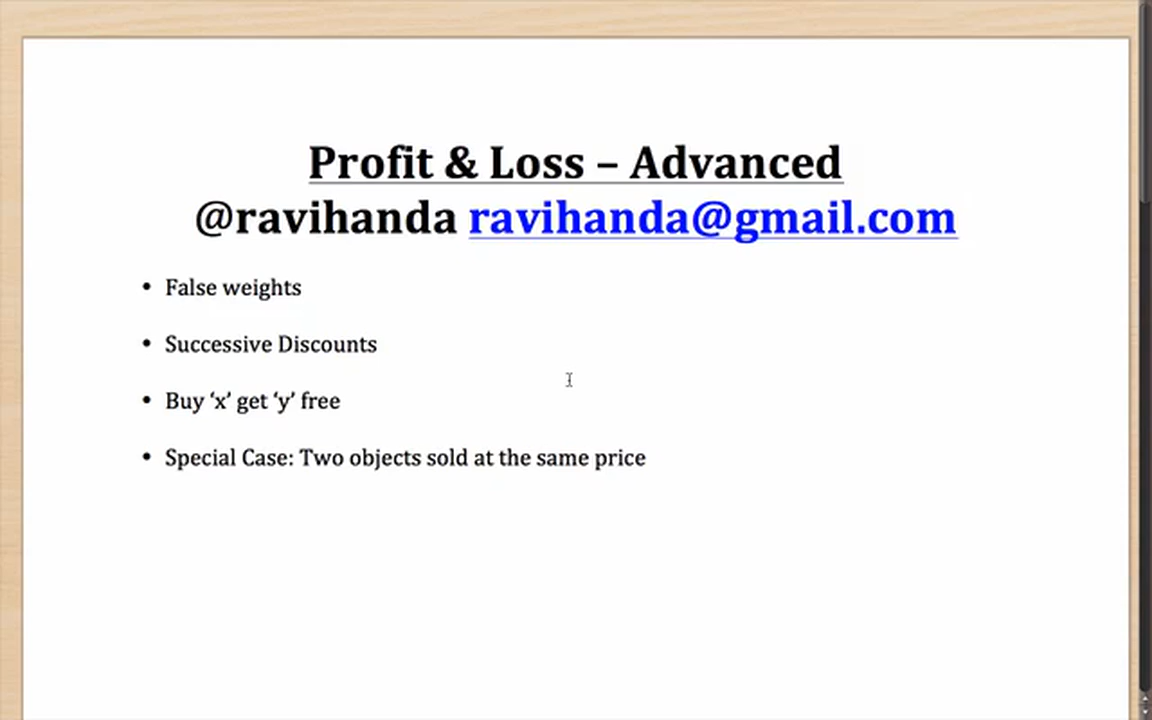 Profit & Loss – Advanced
@ravihanda ravihanda@gmail.com
• False weights
• Successive Discounts
• Buy ‘x’ get ‘y’ free
• Special Case: Two objects sold at the same price